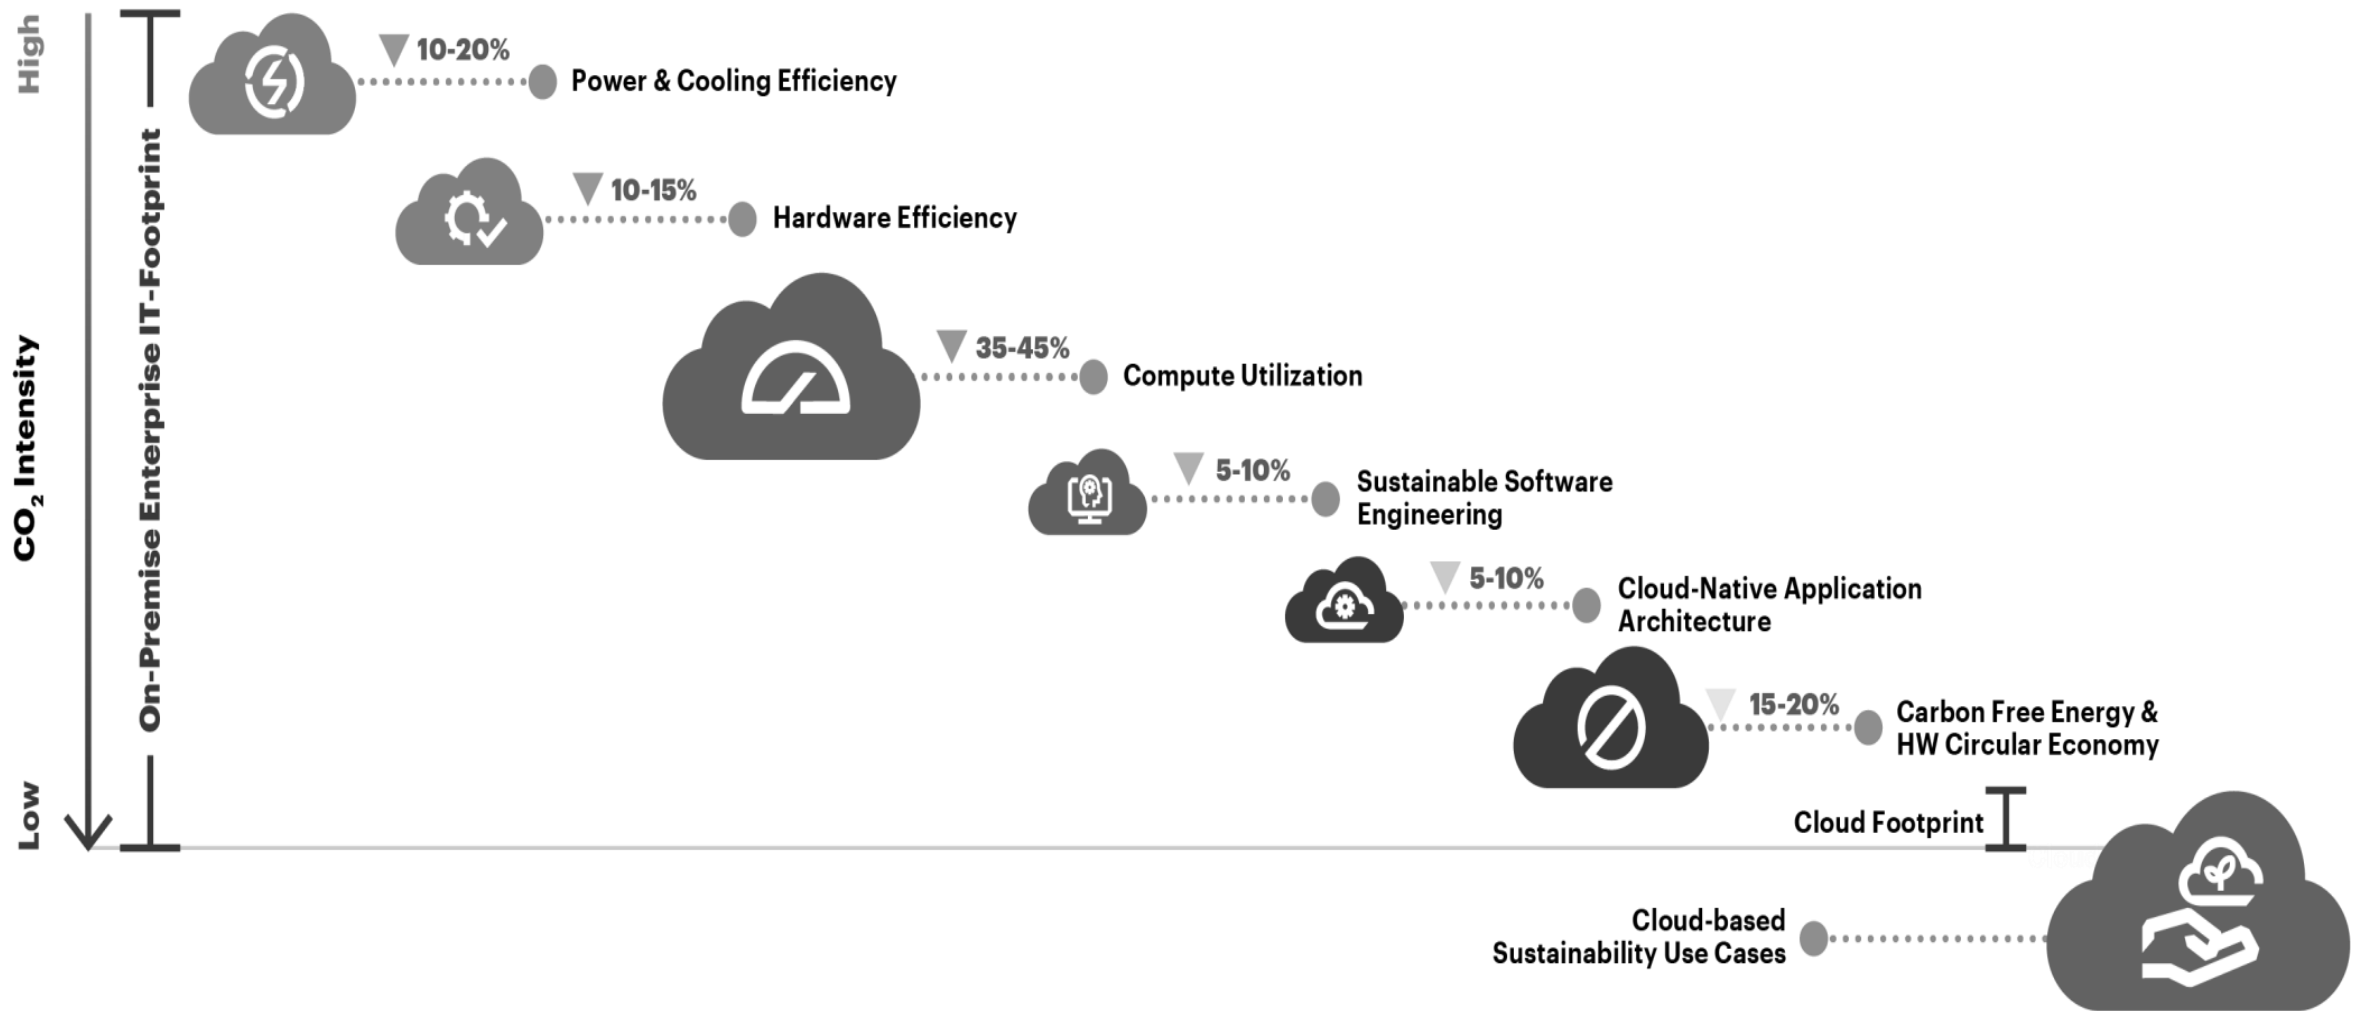 High
CO₂ Intensity
Low
On-Premise Enterprise IT-Footprint
10-20%
Power & Cooling Efficiency
10-15%
Hardware Efficiency
35-45%
Compute Utilization
5-10%
Sustainable Software
Engineering
5-10%
Cloud-Native Application
Architecture
15-20%
Carbon Free Energy &
HW Circular Economy
Cloud Footprint
Cloud-based
Sustainability Use Cases